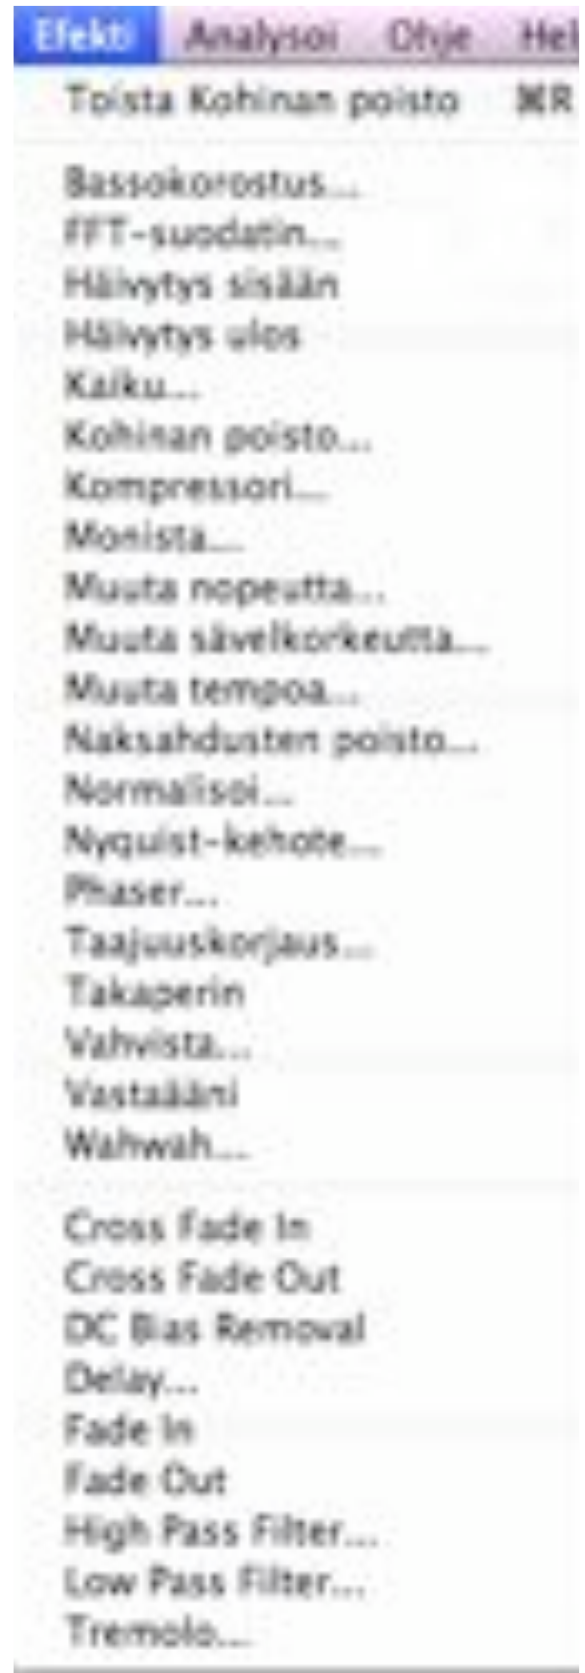 Efekti Analysoi Ohje Hel
Toista Kohinan poisto ⌘R
Bassokorostus...
FFT-suodatin...
Häivytys sisään
Häivytys ulos
Kaiku...
Kohinan poisto...
Kompressori...
Monista...
Muuta nopeutta...
Muuta sävelkorkeutta...
Muuta tempoa...
Naksahdusten poisto...
Normalisoi...
Nyquist-kehote...
Phaser...
Taajuuskorjaus...
Takaperin
Vahvista...
Vastaääni
Wahwah...
Cross Fade In
Cross Fade Out
DC Bias Removal
Delay...
Fade In
Fade Out
High Pass Filter...
Low Pass Filter...
Tremolo...